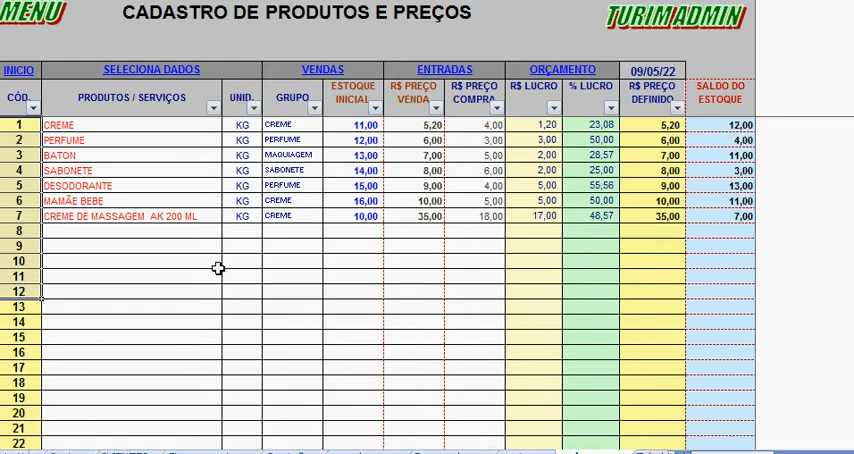 MENU CADASTRO DE PRODUTOS E PREÇOS TURIM ADMIN
INICIO SELECIONA DADOS VENDAS ENTRADAS ORÇAMENTO 09/05/22
CÓD. PRODUTOS / SERVIÇOS UNID. GRUPO ESTOQUE INICIAL R$ PREÇO VENDA R$ PREÇO COMPRA R$ LUCRO % LUCRO R$ PREÇO DEFINIDO SALDO DO ESTOQUE
1 CREME KG CREME 11,00 5,20 4,00 1,20 23,08 5,20 12,00
2 PERFUME KG PERFUME 12,00 6,00 3,00 3,00 50,00 6,00 4,00
3 BATON KG MAQUIAGEM 13,00 7,00 5,00 2,00 28,57 7,00 11,00
4 SABONETE KG SABONETE 14,00 8,00 6,00 2,00 25,00 8,00 3,00
5 DESODORANTE KG PERFUME 15,00 9,00 4,00 5,00 55,56 9,00 13,00
6 MAMÃE BEBE KG CREME 16,00 10,00 5,00 5,00 50,00 10,00 11,00
7 CREME DE MASSAGEM AK 200 ML KG CREME 10,00 35,00 18,00 17,00 48,57 35,00 7,00
8
9
10
11
12
13
14
15
16
17
18
19
20
21
22